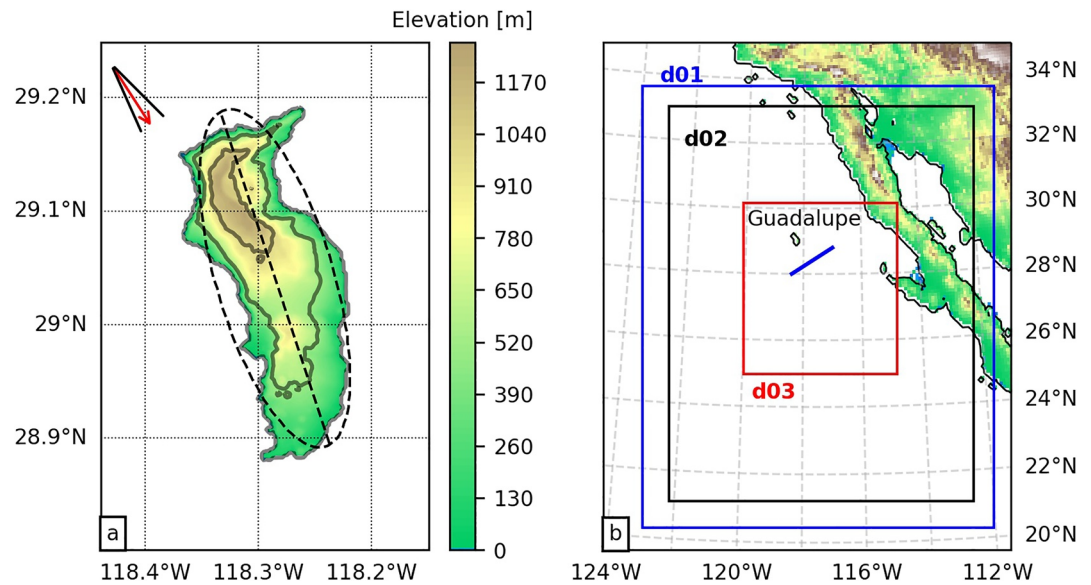 Elevation [m]
29.2°N
29.1°N
29°N
28.9°N
118.4°W 118.3°W 118.2°W
a
1170
1040
910
780
650
520
390
260
130
0
d01
d02
Guadalupe
d03
b
34°N
32°N
30°N
28°N
26°N
24°N
22°N
20°N
124°W 120°W 116°W 112°W